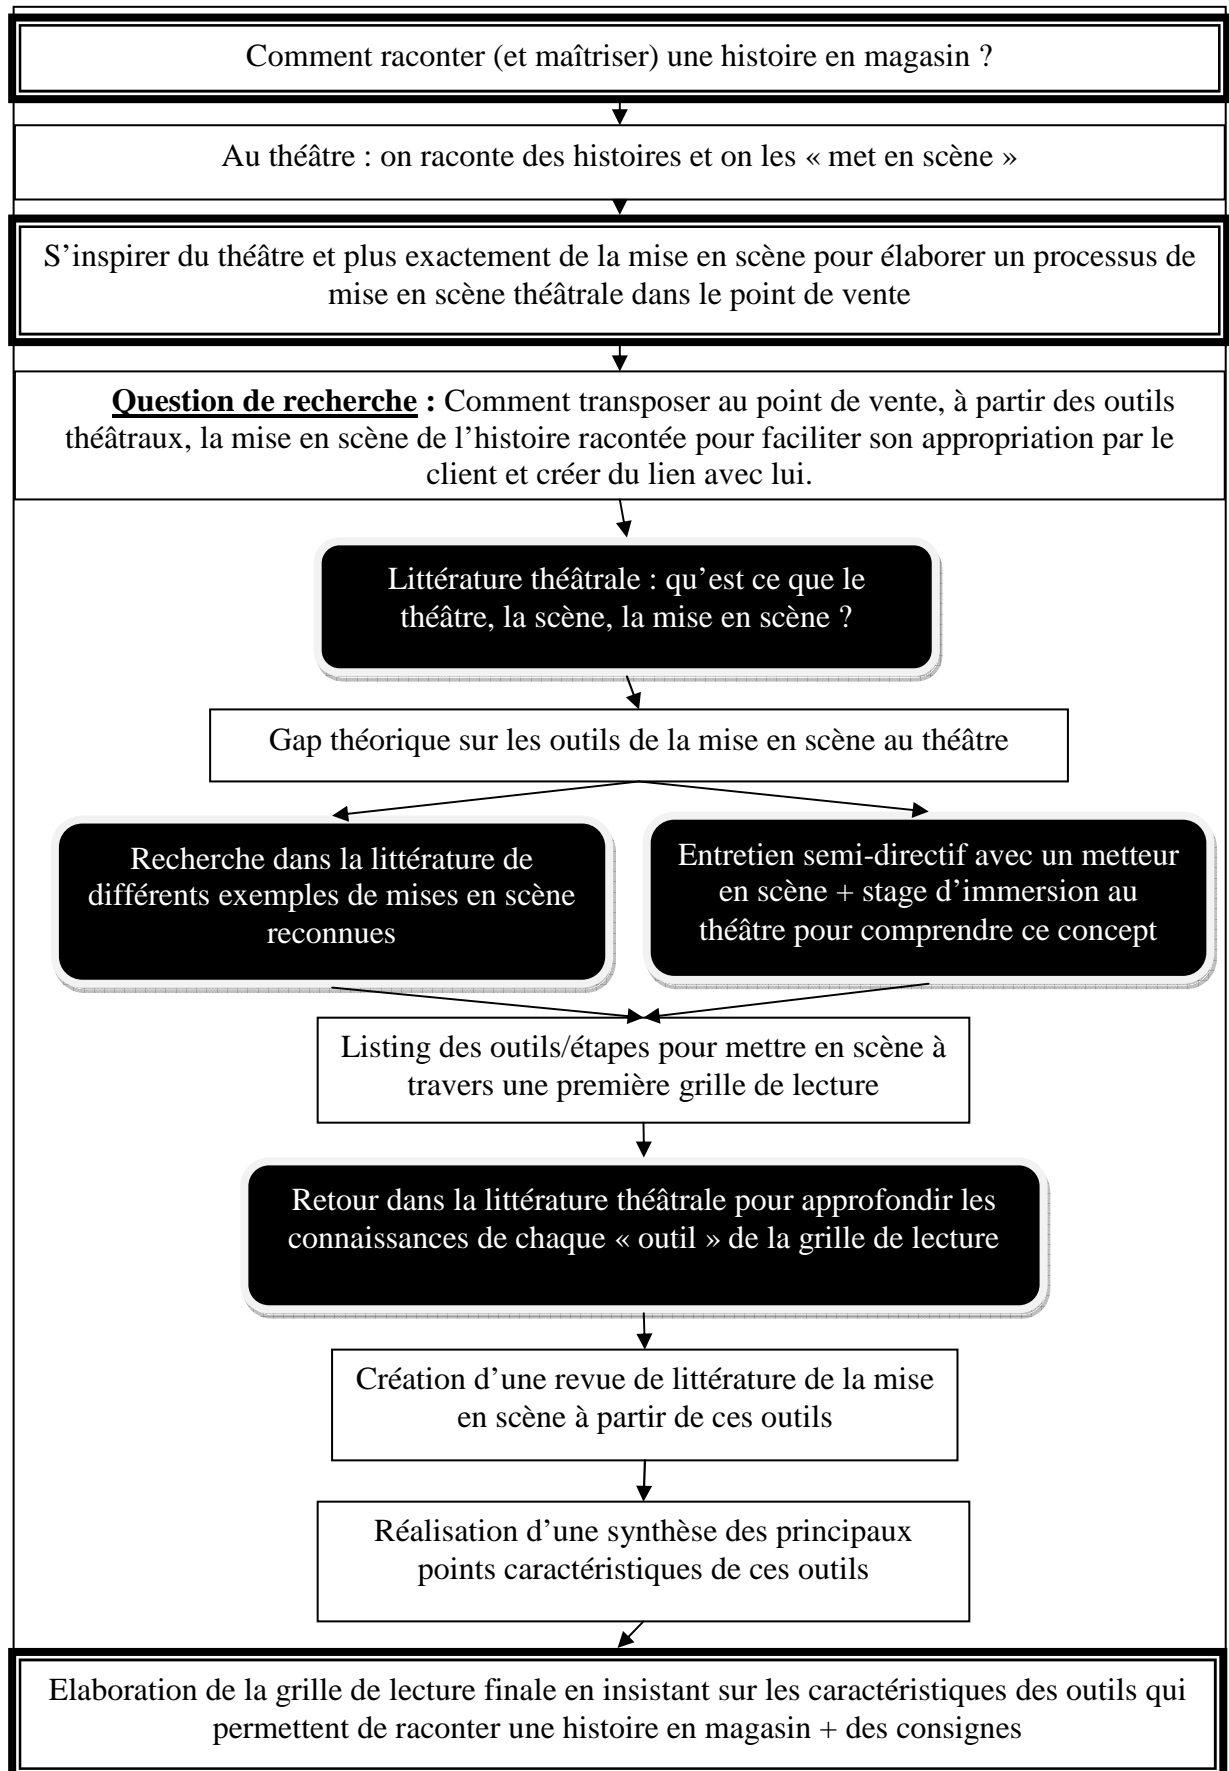 Comment raconter (et maîtriser) une histoire en magasin ?
Au théâtre : on raconte des histoires et on les « met en scène »
S’inspirer du théâtre et plus exactement de la mise en scène pour élaborer un processus de
mise en scène théâtrale dans le point de vente
Question de recherche : Comment transposer au point de vente, à partir des outils
théâtraux, la mise en scène de l’histoire racontée pour faciliter son appropriation par le
client et créer du lien avec lui.
Littérature théâtrale : qu’est ce que le
théâtre, la scène, la mise en scène ?
Gap théorique sur les outils de la mise en scène au théâtre
Recherche dans la littérature de
différents exemples de mises en scène
reconnues
Entretien semi-directif avec un metteur
en scène + stage d’immersion au
théâtre pour comprendre ce concept
Listing des outils/étapes pour mettre en scène à
travers une première grille de lecture
Retour dans la littérature théâtrale pour approfondir les
connaissances de chaque « outil » de la grille de lecture
Création d’une revue de littérature de la mise
en scène à partir de ces outils
Réalisation d’une synthèse des principaux
points caractéristiques de ces outils
Elaboration de la grille de lecture finale en insistant sur les caractéristiques des outils qui
permettent de raconter une histoire en magasin + des consignes